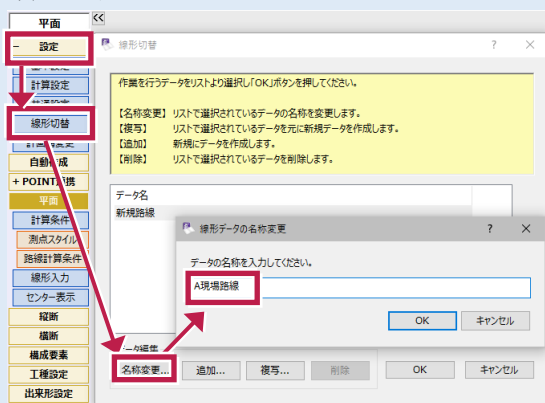 平面
<<
− 設定
計算設定
線形切替
自動作成
+ POINT連携
平面
計算条件
測点スタイル
路線計算条件
線形入力
センター表示
縦断
横断
構成要素
工種設定
出来形設定
線形切替
? ×
作業を行うデータをリストより選択し「OK」ボタンを押してください。
【名称変更】 リストで選択されているデータの名称を変更します。
【複写】 リストで選択されているデータを元に新規データを作成します。
【追加】 新規にデータを作成します。
【削除】 リストで選択されているデータを削除します。
データ名
新規路線
線形データの名称変更
? ×
データの名称を入力してください。
A現場路線
OK キャンセル
データ編集
名称変更... 追加... 複写... 削除 OK キャンセル